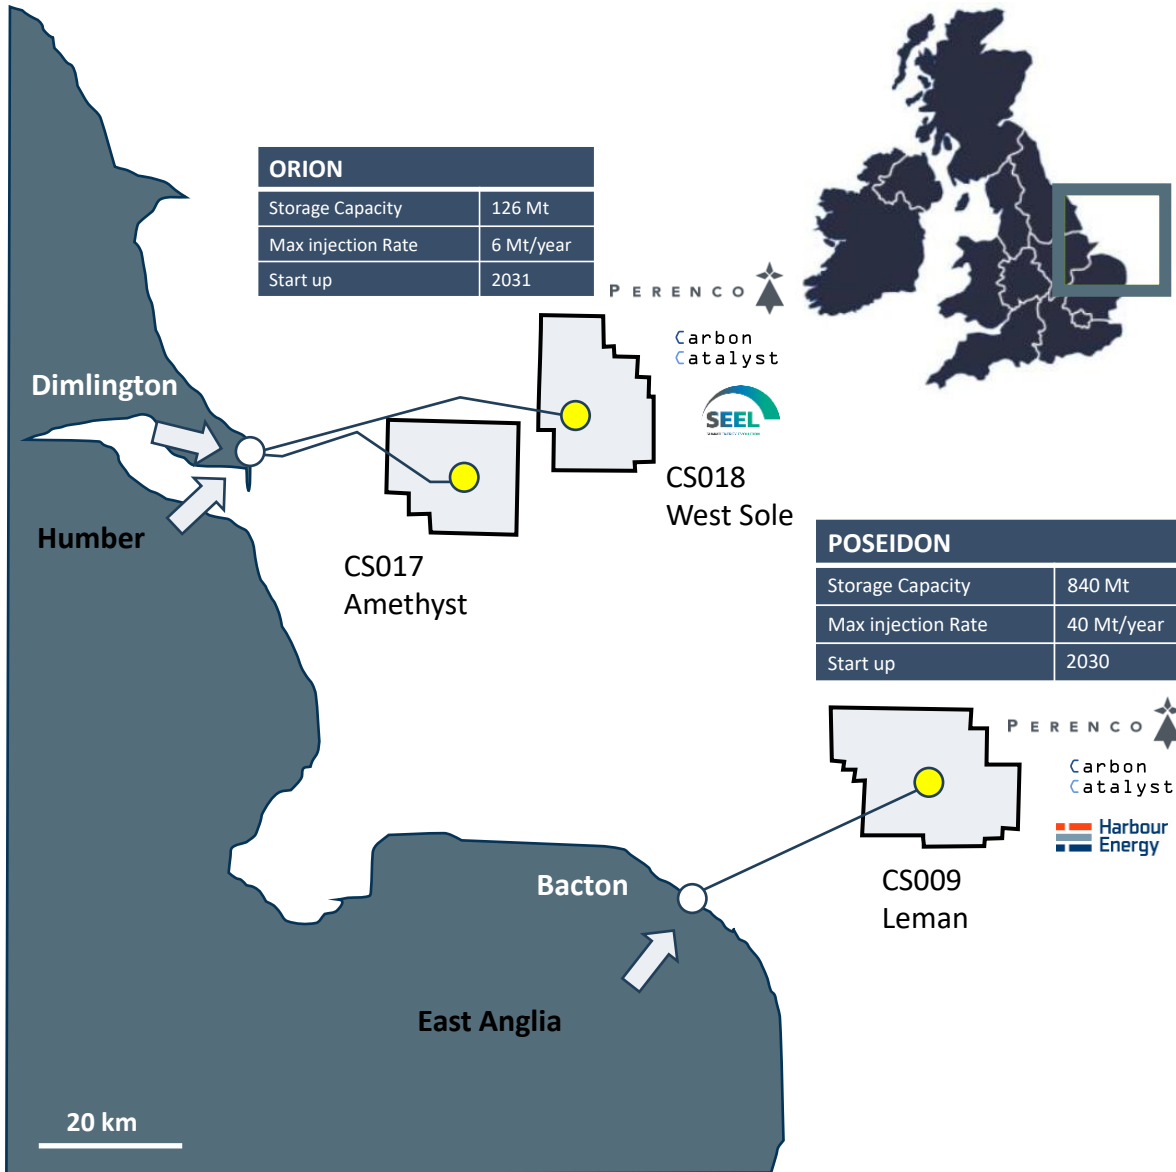 ORION
Storage Capacity 126 Mt
Max injection Rate 6 Mt/year
Start up 2031
PERENCO
Carbon
Catalyst
SEEL
Dimlington
Humber
CS018
West Sole
CS017
Amethyst
POSEIDON
Storage Capacity 840 Mt
Max injection Rate 40 Mt/year
Start up 2030
PERENCO
Carbon
Catalyst
Harbour
Energy
Bacton
CS009
Leman
East Anglia
20 km